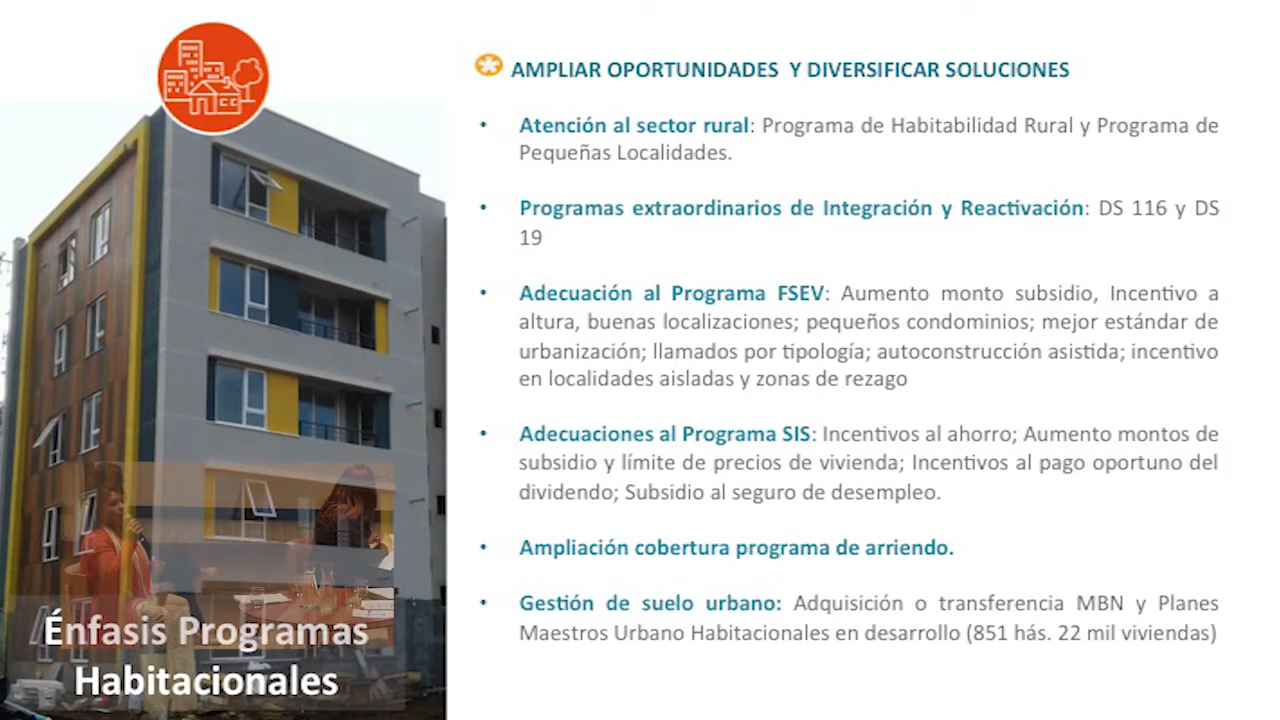 AMPLIAR OPORTUNIDADES Y DIVERSIFICAR SOLUCIONES
• Atención al sector rural: Programa de Habitabilidad Rural y Programa de
Pequeñas Localidades.
• Programas extraordinarios de Integración y Reactivación: DS 116 y DS
19
• Adecuación al Programa FSEV: Aumento monto subsidio, Incentivo a
altura, buenas localizaciones; pequeños condominios; mejor estándar de
urbanización; llamados por tipología; autoconstrucción asistida; incentivo
en localidades aisladas y zonas de rezago
• Adecuaciones al Programa SIS: Incentivos al ahorro; Aumento montos de
subsidio y límite de precios de vivienda; Incentivos al pago oportuno del
dividendo; Subsidio al seguro de desempleo.
• Ampliación cobertura programa de arriendo.
• Gestión de suelo urbano: Adquisición o transferencia MBN y Planes
Maestros Urbano Habitacionales en desarrollo (851 hás. 22 mil viviendas)
Énfasis Programas
Habitacionales